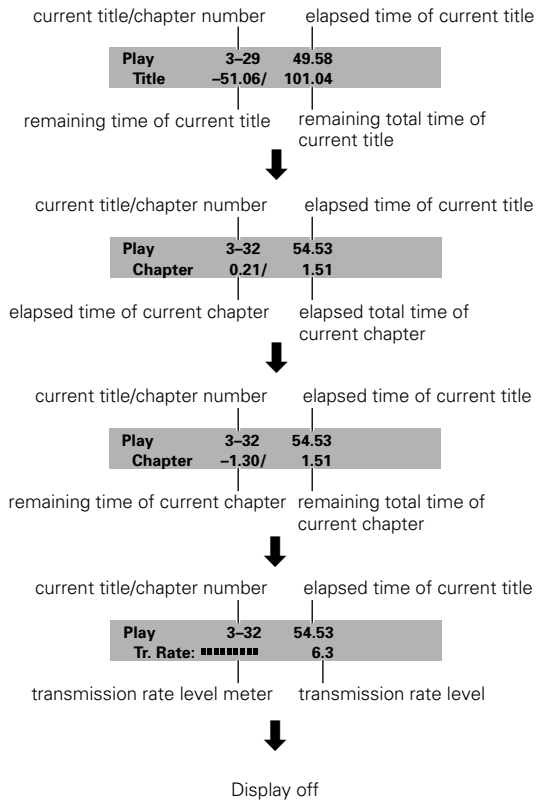 current title/chapter number elapsed time of current title
Play 3–29 49.58
Title –51.06/ 101.04
remaining time of current title remaining total time of
current title
current title/chapter number elapsed time of current title
Play 3–32 54.53
Chapter 0.21/ 1.51
elapsed time of current chapter elapsed total time of
current chapter
current title/chapter number elapsed time of current title
Play 3–32 54.53
Chapter –1.30/ 1.51
remaining time of current chapter remaining total time of
current chapter
current title/chapter number elapsed time of current title
Play 3–32 54.53
Tr. Rate: 6.3
transmission rate level meter transmission rate level
Display off